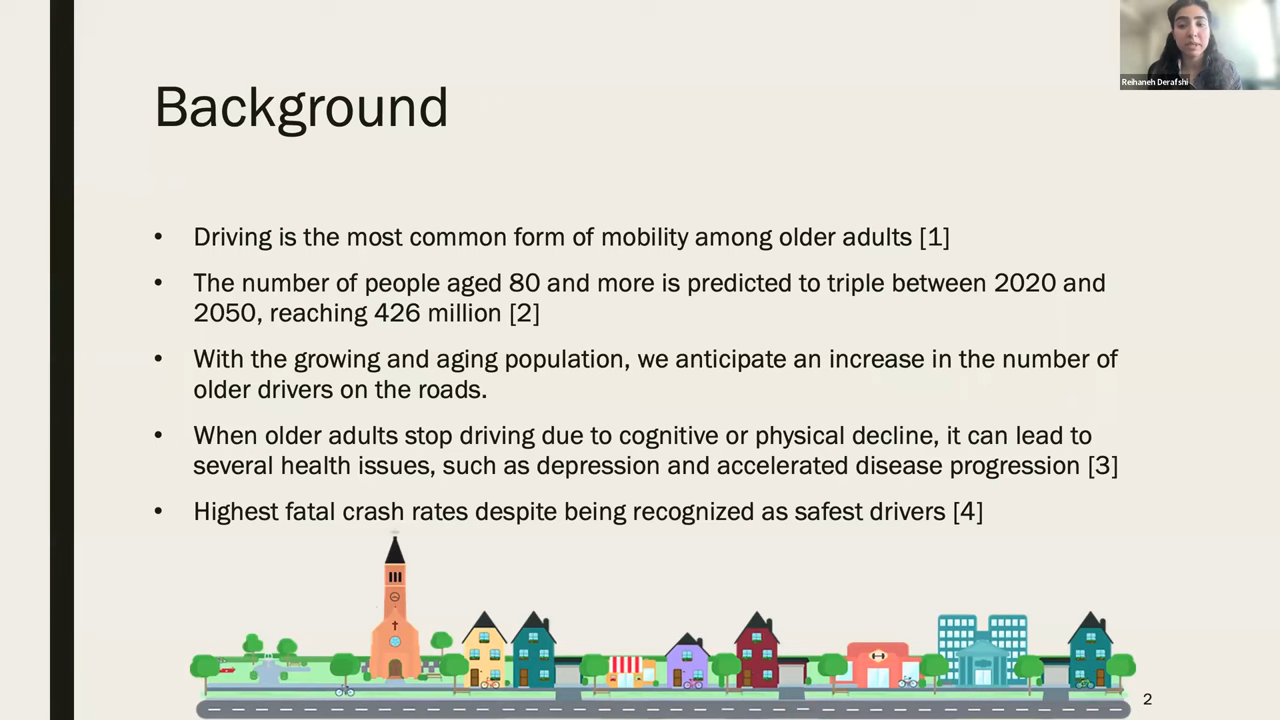 Reihaneh Derafshi
Background
• Driving is the most common form of mobility among older adults [1]
• The number of people aged 80 and more is predicted to triple between 2020 and
2050, reaching 426 million [2]
• With the growing and aging population, we anticipate an increase in the number of
older drivers on the roads.
• When older adults stop driving due to cognitive or physical decline, it can lead to
several health issues, such as depression and accelerated disease progression [3]
• Highest fatal crash rates despite being recognized as safest drivers [4]
2